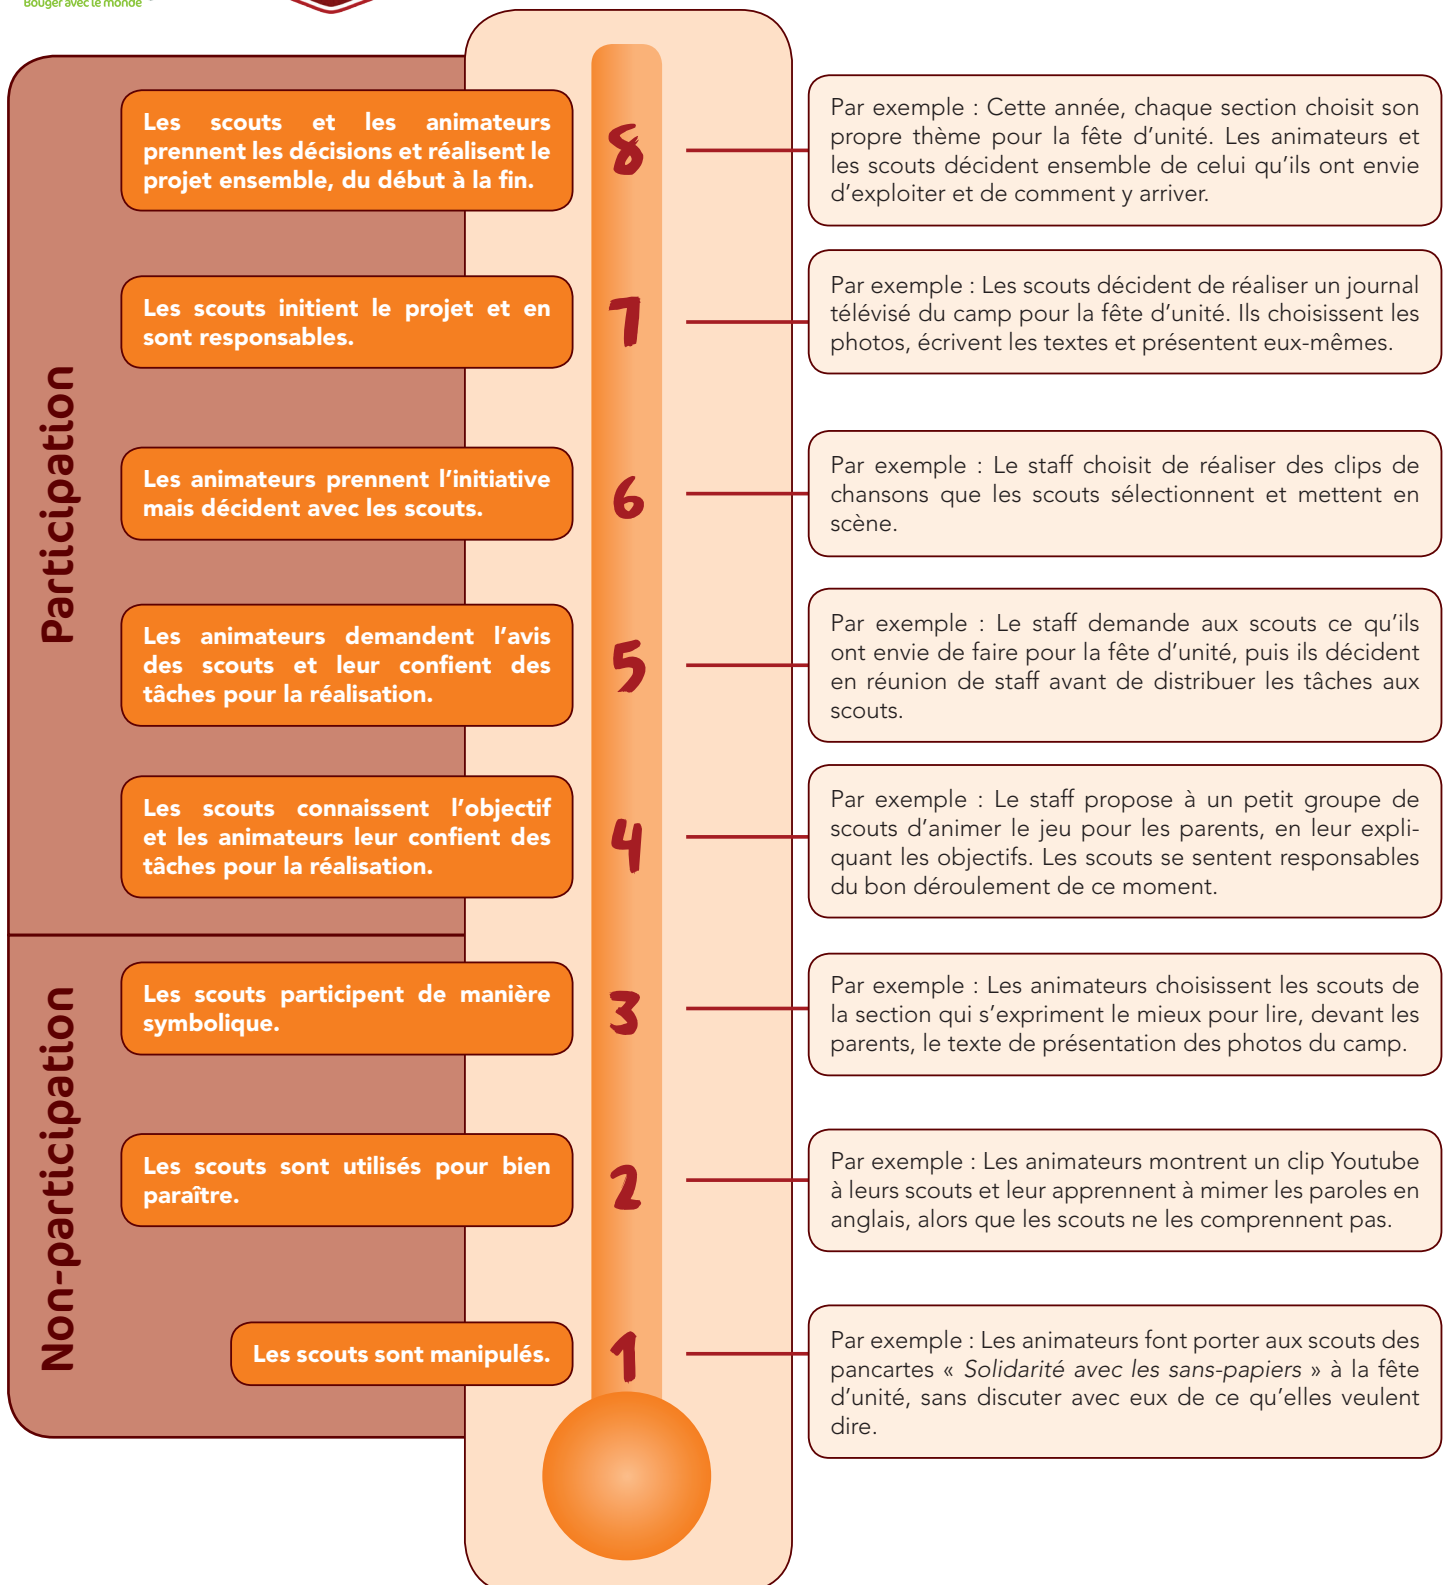 Bouger avec le monde
Participation
Les scouts et les animateurs
prennent les décisions et réalisent le
projet ensemble, du début à la fin.
8
Par exemple : Cette année, chaque section choisit son
propre thème pour la fête d’unité. Les animateurs et
les scouts décident ensemble de celui qu’ils ont envie
d’exploiter et de comment y arriver.
Les scouts initient le projet et en
sont responsables.
7
Par exemple : Les scouts décident de réaliser un journal
télévisé du camp pour la fête d’unité. Ils choisissent les
photos, écrivent les textes et présentent eux-mêmes.
Les animateurs prennent l’initiative
mais décident avec les scouts.
6
Par exemple : Le staff choisit de réaliser des clips de
chansons que les scouts sélectionnent et mettent en
scène.
Les animateurs demandent l’avis
des scouts et leur confient des
tâches pour la réalisation.
5
Par exemple : Le staff demande aux scouts ce qu’ils
ont envie de faire pour la fête d’unité, puis ils décident
en réunion de staff avant de distribuer les tâches aux
scouts.
Les scouts connaissent l’objectif
et les animateurs leur confient des
tâches pour la réalisation.
4
Par exemple : Le staff propose à un petit groupe de
scouts d’animer le jeu pour les parents, en leur expli-
quant les objectifs. Les scouts se sentent responsables
du bon déroulement de ce moment.
Non-participation
Les scouts participent de manière
symbolique.
3
Par exemple : Les animateurs choisissent les scouts de
la section qui s’expriment le mieux pour lire, devant les
parents, le texte de présentation des photos du camp.
Les scouts sont utilisés pour bien
paraître.
2
Par exemple : Les animateurs montrent un clip Youtube
à leurs scouts et leur apprennent à mimer les paroles en
anglais, alors que les scouts ne les comprennent pas.
Les scouts sont manipulés.
1
Par exemple : Les animateurs font porter aux scouts des
pancartes « Solidarité avec les sans-papiers » à la fête
d’unité, sans discuter avec eux de ce qu’elles veulent
dire.